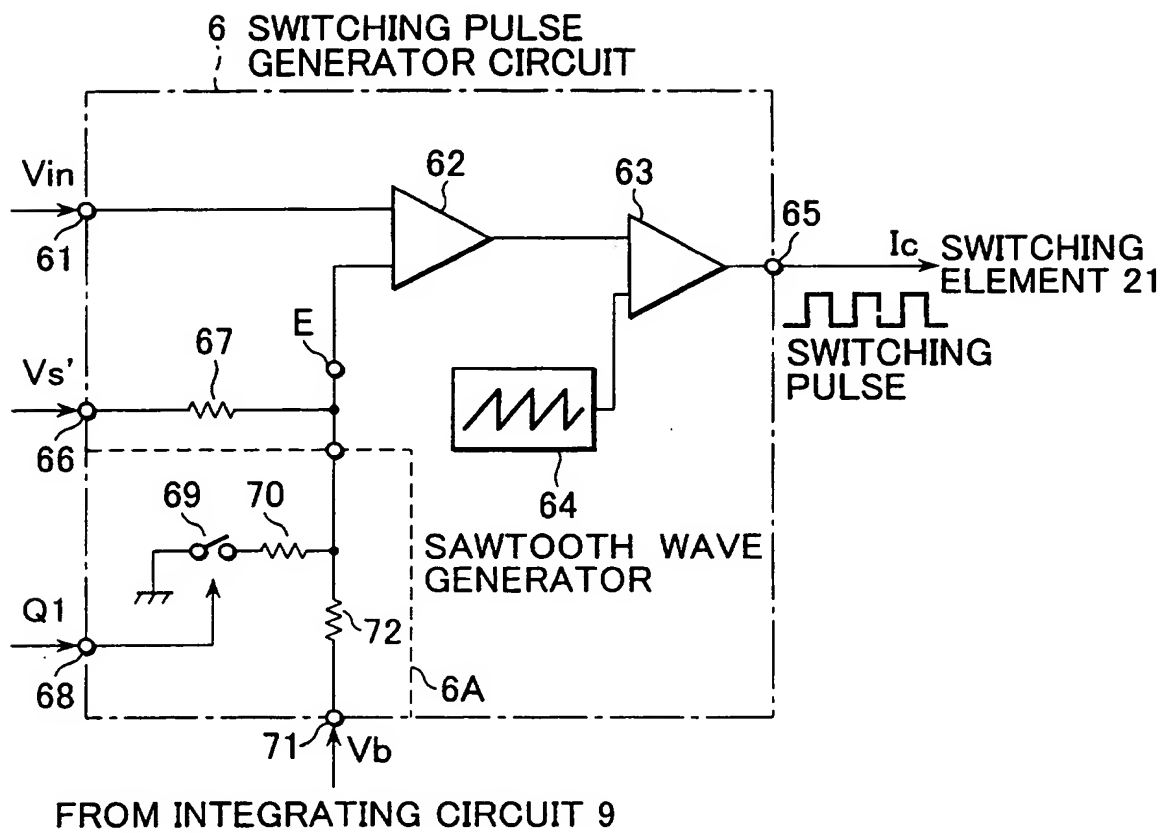 6 SWITCHING PULSE
GENERATOR CIRCUIT
Vin
61
62
63
65
Ic
SWITCHING
ELEMENT 21
SWITCHING
PULSE
E
67
Vs'
66
64
SAWTOOTH WAVE
GENERATOR
69
70
Q1
68
72
6A
71
Vb
FROM INTEGRATING CIRCUIT 9